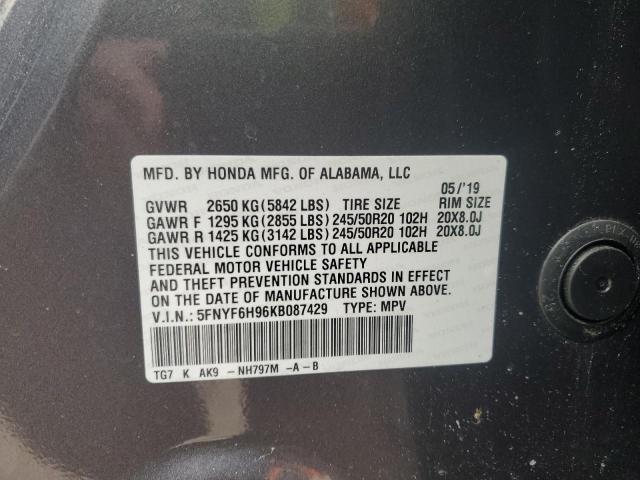 MFD. BY HONDA MFG. OF ALABAMA, LLC 05/'19
GVWR 2650 KG (5842 LBS) TIRE SIZE RIM SIZE
GAWR F 1295 KG (2855 LBS) 245/50R20 102H 20X8.0J
GAWR R 1425 KG (3142 LBS) 245/50R20 102H 20X8.0J
THIS VEHICLE CONFORMS TO ALL APPLICABLE
FEDERAL MOTOR VEHICLE SAFETY
AND THEFT PREVENTION STANDARDS IN EFFECT
ON THE DATE OF MANUFACTURE SHOWN ABOVE.
V.I.N.: 5FNYF6H96KB087429 TYPE: MPV
TG7 K AK9 -NH797M -A-B